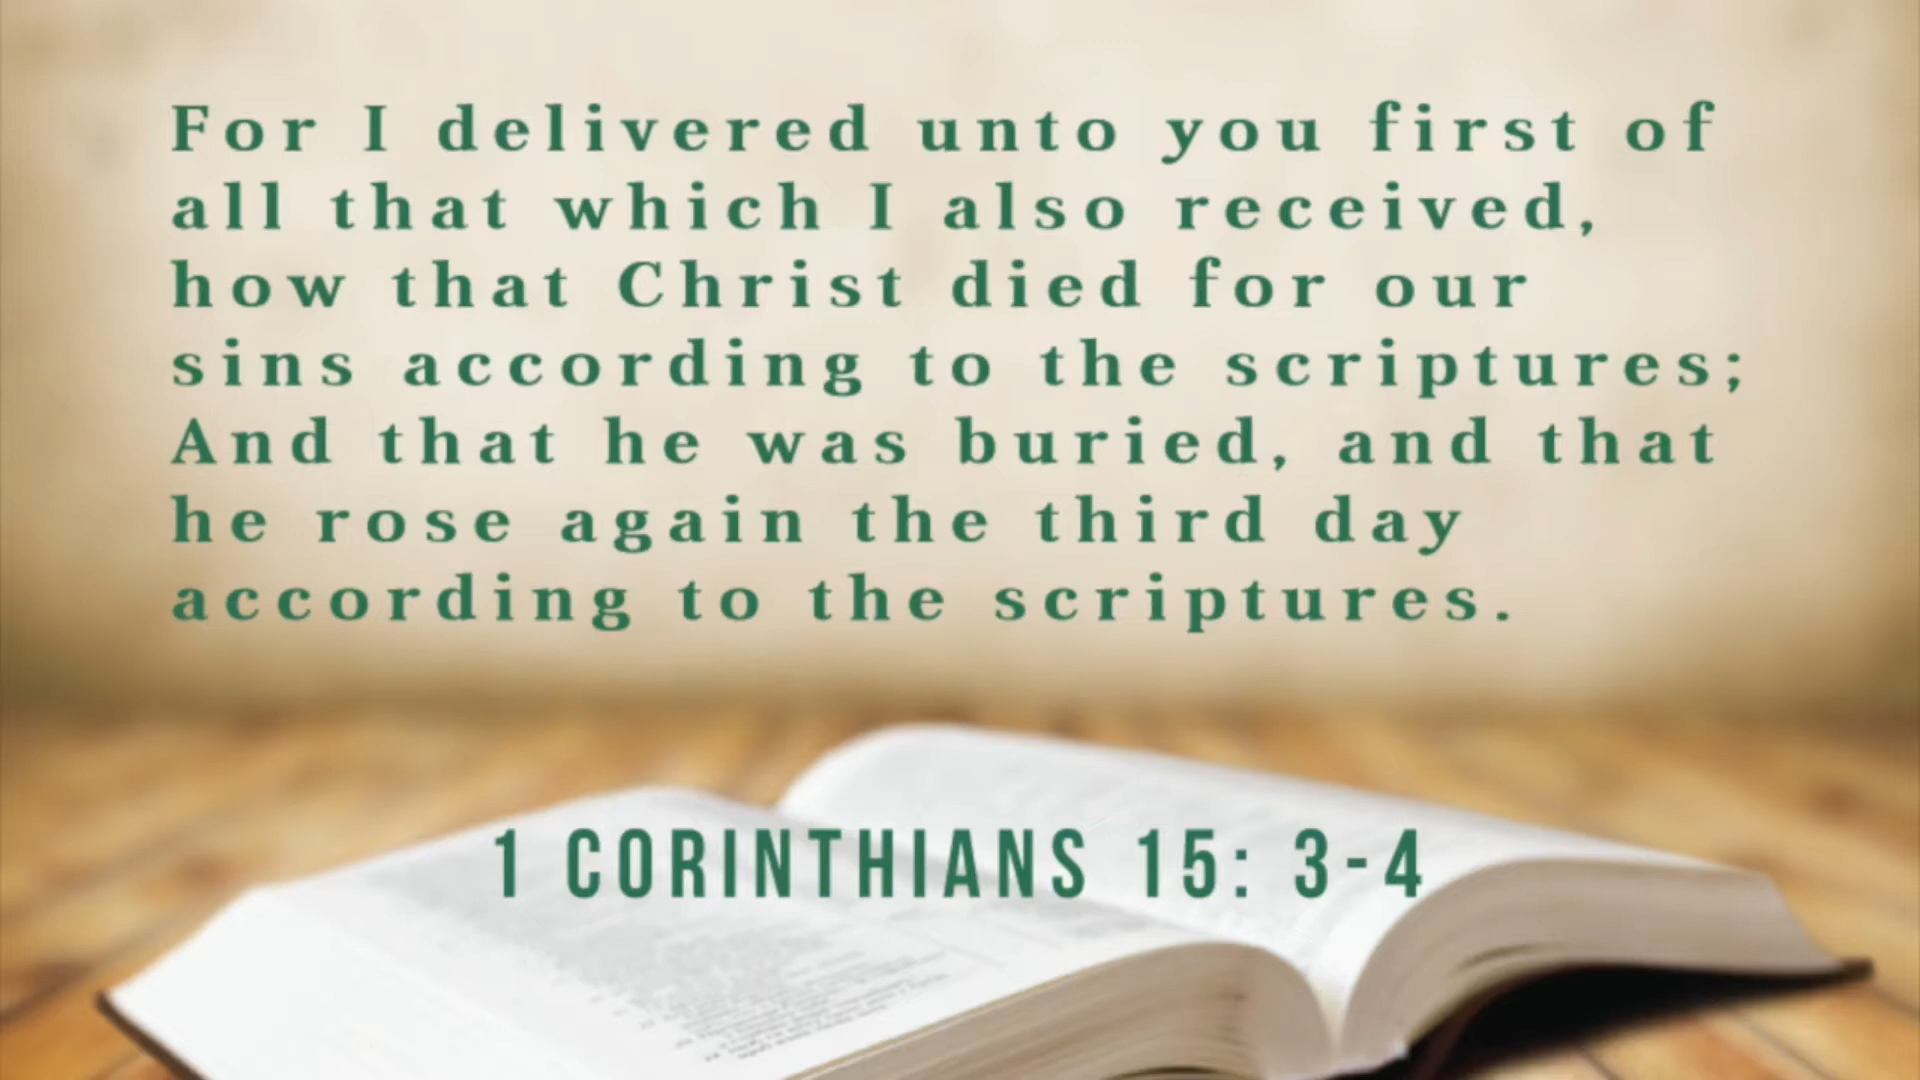 For I delivered unto you first of
all that which I also received,
how that Christ died for our
sins according to the scriptures;
And that he was buried, and that
he rose again the third day
according to the scriptures.
1 CORINTHIANS 15: 3-4